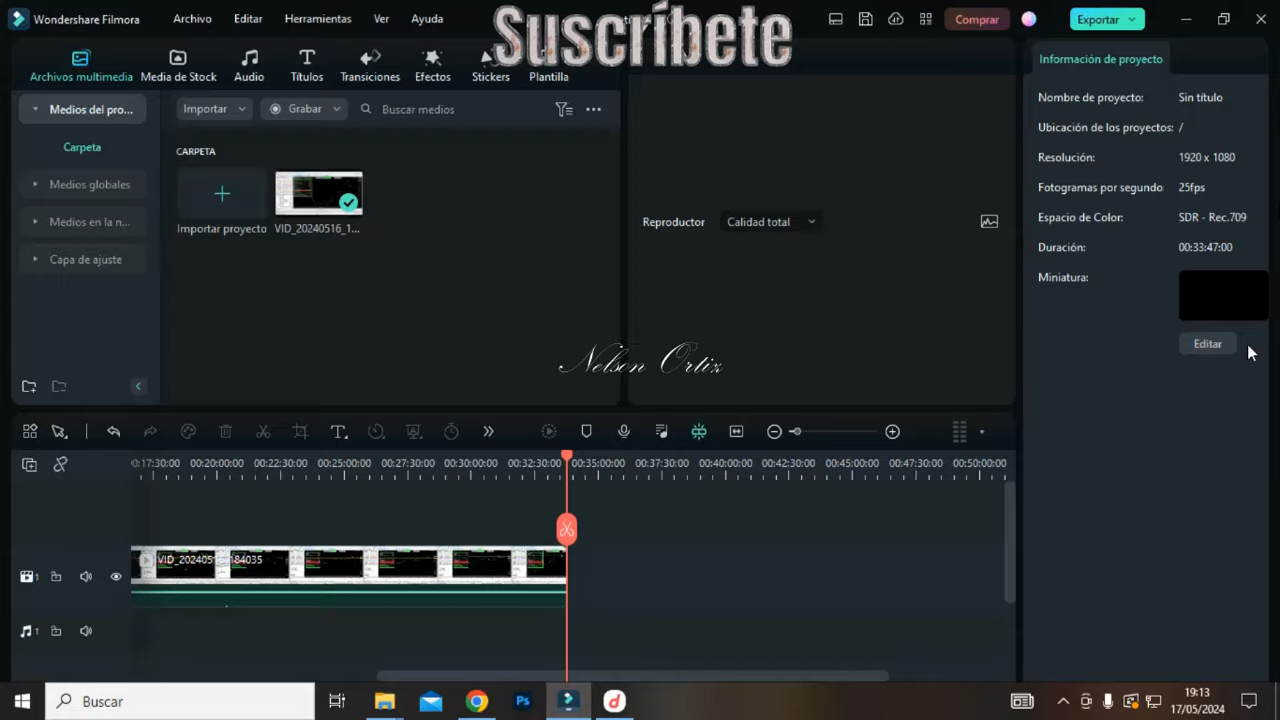 Wondershare Filmora
Archivo
Editar
Herramientas
Ver
Ayuda
Suscríbete
Comprar
Exportar
Archivos multimedia
Media de Stock
Audio
Títulos
Transiciones
Efectos
Stickers
Plantilla
Medios del pro...
Importar
Grabar
Buscar medios
Carpeta
Medios globales
Medios en la n...
Capa de ajuste
CARPETA
Importar proyecto
VID_20240516_1...
Reproductor
Calidad total
Nelson Ortiz
Información de proyecto
Nombre de proyecto: Sin título
Ubicación de los proyectos: /
Resolución: 1920 x 1080
Fotogramas por segundo 25fps
Espacio de Color: SDR - Rec.709
Duración: 00:33:47:00
Miniatura:
Editar
0:17:30:00 00:20:00:00 00:22:30:00 00:25:00:00 00:27:30:00 00:30:00:00 00:32:30:00 00:35:00:00 00:37:30:00 00:40:00:00 00:42:30:00 00:45:00:00 00:47:30:00 00:50:00:00
1
1
Buscar
Ps
19:13
17/05/2024